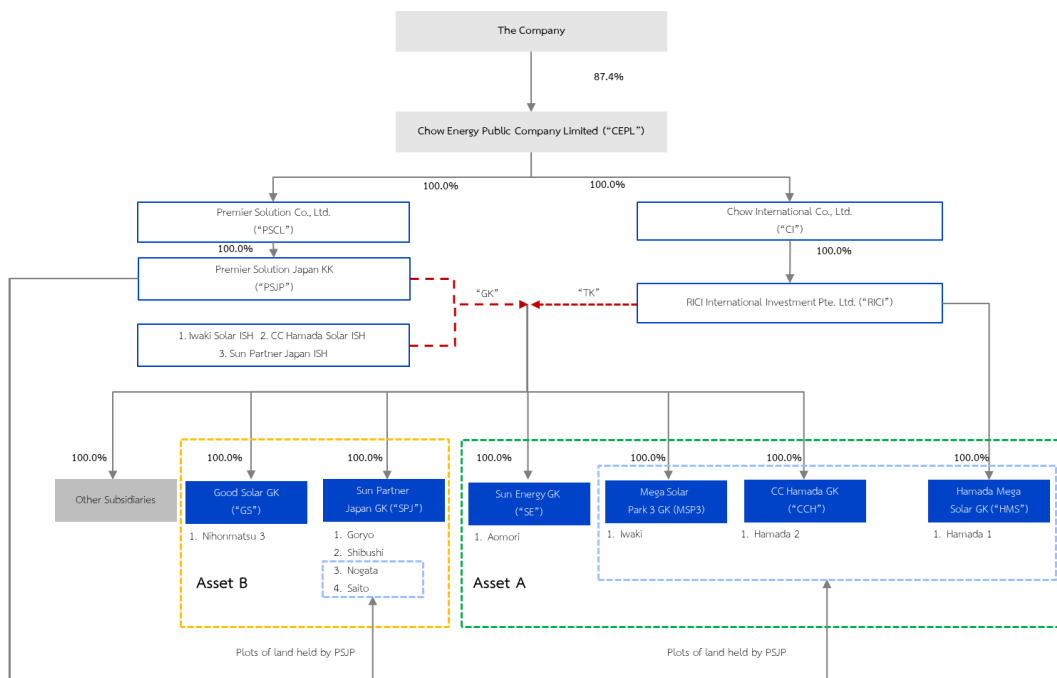 The Company
87.4%
Chow Energy Public Company Limited (“CEPL”)
100.0%
100.0%
Premier Solution Co., Ltd.
(“PSCL”)
Chow International Co., Ltd.
(“CI”)
100.0%
100.0%
Premier Solution Japan KK
(“PSJP”)
“GK”
“TK”
RICI International Investment Pte. Ltd. (“RICI”)
1. Iwaki Solar ISH 2. CC Hamada Solar ISH
3. Sun Partner Japan ISH
100.0%
100.0%
100.0%
100.0%
100.0%
100.0%
100.0%
Other Subsidiaries
Good Solar GK
(“GS”)
1. Nihonmatsu 3
Sun Partner
Japan GK (“SPJ”)
1. Goryo
2. Shibushi
3. Nogata
4. Saito
Asset B
Sun Energy GK
(“SE”)
1. Aomori
Asset A
Mega Solar
Park 3 GK (MSP3)
1. Iwaki
CC Hamada GK
(“CCH”)
1. Hamada 2
Hamada Mega
Solar GK (“HMS”)
1. Hamada 1
Plots of land held by PSJP
Plots of land held by PSJP